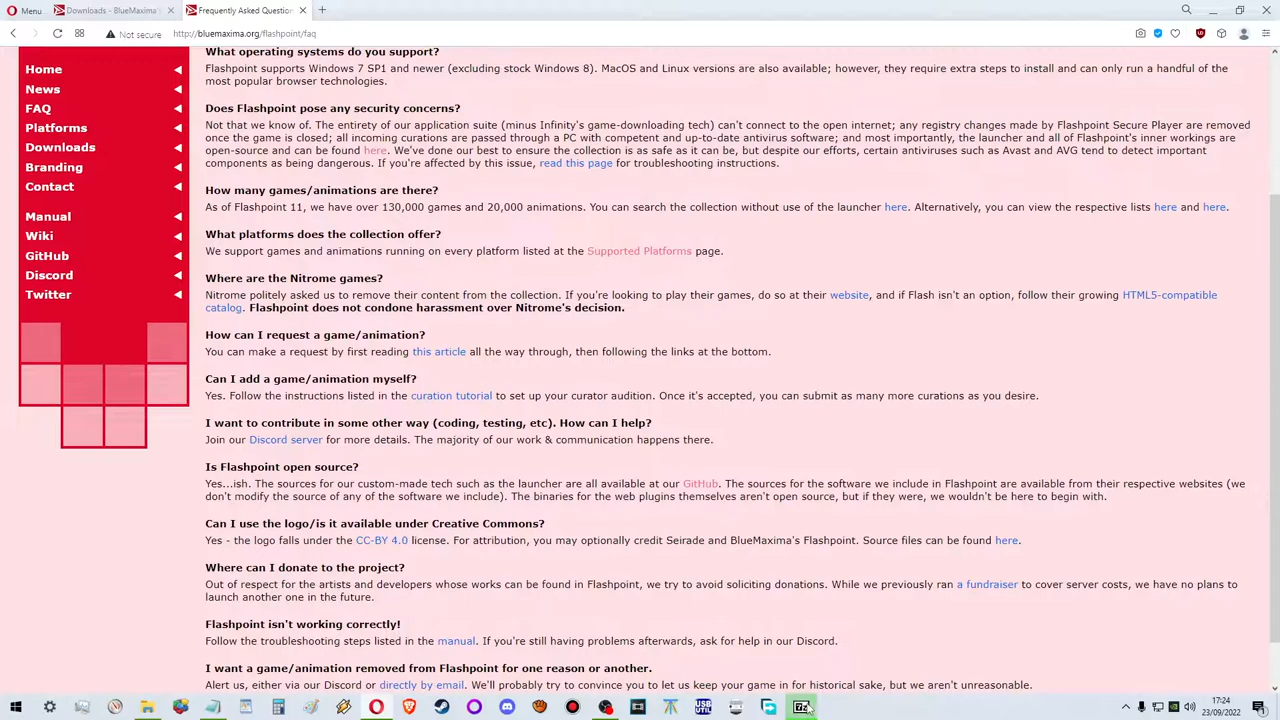 Menu
Downloads - BlueMaxima's
Frequently Asked Question
Not secure
http://bluemaxima.org/flashpoint/faq
Home
News
FAQ
Platforms
Downloads
Branding
Contact
Manual
Wiki
GitHub
Discord
Twitter
What operating systems do you support?
Flashpoint supports Windows 7 SP1 and newer (excluding stock Windows 8). MacOS and Linux versions are also available; however, they require extra steps to install and can only run a handful of the
most popular browser technologies.
Does Flashpoint pose any security concerns?
Not that we know of. The entirety of our application suite (minus Infinity's game-downloading tech) can't connect to the open internet; any registry changes made by Flashpoint Secure Player are removed
once the game is closed; all incoming curations are passed through a PC with competent and up-to-date antivirus software; and most importantly, the launcher and all of Flashpoint's inner workings are
open-source and can be found here. We've done our best to ensure the collection is as safe as it can be, but despite our efforts, certain antiviruses such as Avast and AVG tend to detect important
components as being dangerous. If you're affected by this issue, read this page for troubleshooting instructions.
How many games/animations are there?
As of Flashpoint 11, we have over 130,000 games and 20,000 animations. You can search the collection without use of the launcher here. Alternatively, you can view the respective lists here and here.
What platforms does the collection offer?
We support games and animations running on every platform listed at the Supported Platforms page.
Where are the Nitrome games?
Nitrome politely asked us to remove their content from the collection. If you're looking to play their games, do so at their website, and if Flash isn't an option, follow their growing HTML5-compatible
catalog. Flashpoint does not condone harassment over Nitrome's decision.
How can I request a game/animation?
You can make a request by first reading this article all the way through, then following the links at the bottom.
Can I add a game/animation myself?
Yes. Follow the instructions listed in the curation tutorial to set up your curator audition. Once it's accepted, you can submit as many more curations as you desire.
I want to contribute in some other way (coding, testing, etc). How can I help?
Join our Discord server for more details. The majority of our work & communication happens there.
Is Flashpoint open source?
Yes...ish. The sources for our custom-made tech such as the launcher are all available at our GitHub. The sources for the software we include in Flashpoint are available from their respective websites (we
don't modify the source of any of the software we include). The binaries for the web plugins themselves aren't open source, but if they were, we wouldn't be here to begin with.
Can I use the logo/is it available under Creative Commons?
Yes - the logo falls under the CC-BY 4.0 license. For attribution, you may optionally credit Seirade and BlueMaxima's Flashpoint. Source files can be found here.
Where can I donate to the project?
Out of respect for the artists and developers whose works can be found in Flashpoint, we try to avoid soliciting donations. While we previously ran a fundraiser to cover server costs, we have no plans to
launch another one in the future.
Flashpoint isn't working correctly!
Follow the troubleshooting steps listed in the manual. If you're still having problems afterwards, ask for help in our Discord.
I want a game/animation removed from Flashpoint for one reason or another.
Alert us, either via our Discord or directly by email. We'll probably try to convince you to let us keep your game in for historical sake, but we aren't unreasonable.
USB
UTIL
7z
17:24
23/09/2022